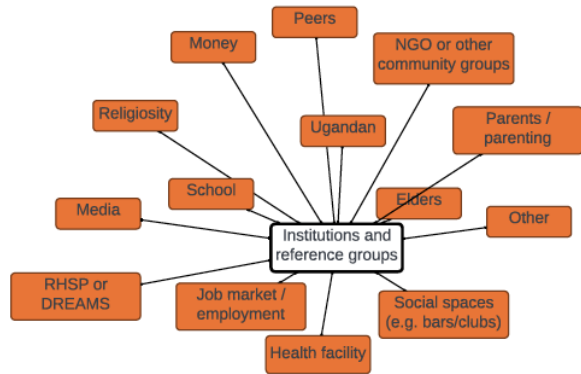 Peers
Money
NGO or other
community groups
Religiosity
Ugandan
Parents /
parenting
School
Elders
Media
Other
Institutions and
reference groups
RHSP or
DREAMS
Job market /
employment
Social spaces
(e.g. bars/clubs)
Health facility